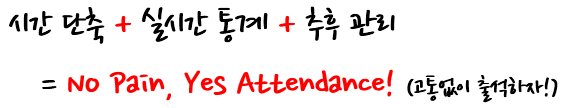 시간 단축 + 실시간 통계 + 추후 관리
= No Pain, Yes Attendance! (고통없이 출석하자!)